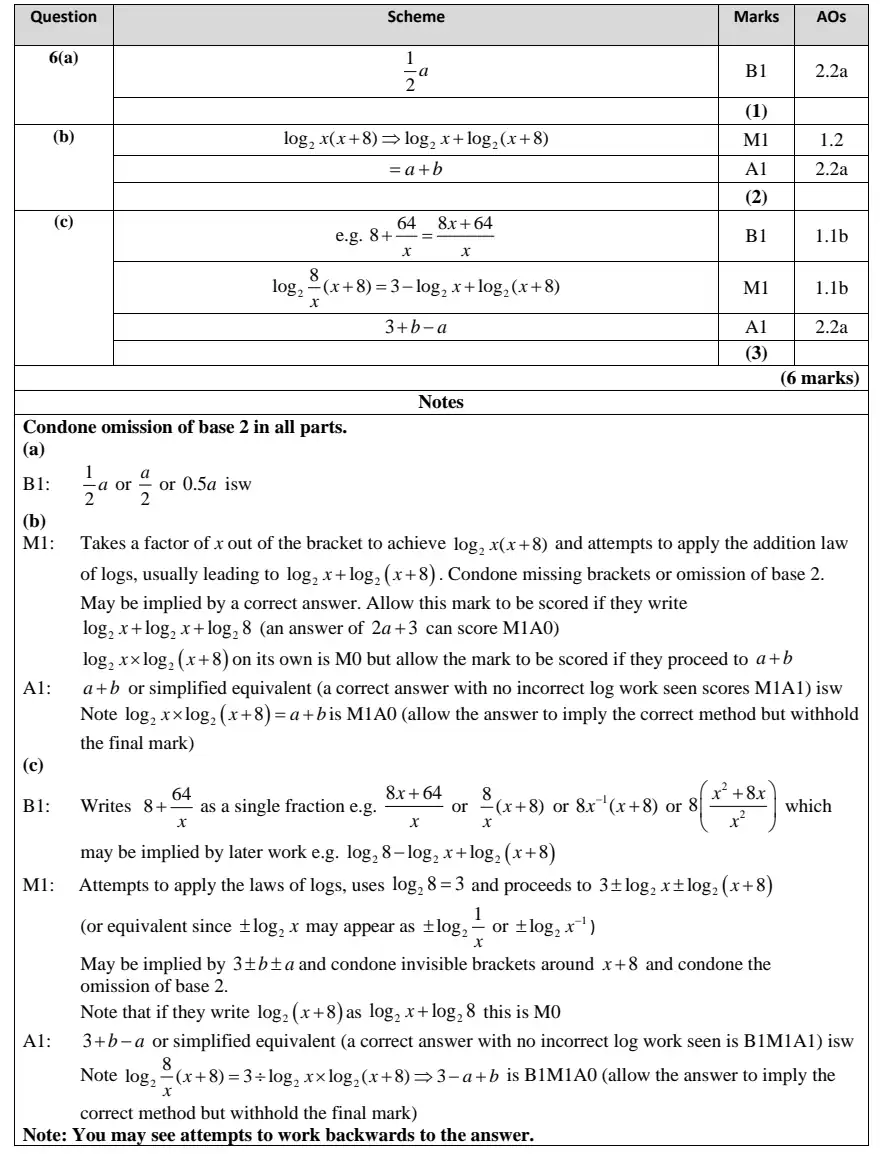 Question Scheme Marks AOs
6(a) 1/2 a B1 2.2a
(1)
(b) log₂ x(x+8) ⇒ log₂ x + log₂(x+8) M1 1.2
= a + b A1 2.2a
(2)
(c) e.g. 8 + 64/x = (8x+64)/x B1 1.1b
log₂ 8/x (x+8) = 3 − log₂ x + log₂(x+8) M1 1.1b
3 + b − a A1 2.2a
(3)
(6 marks)
Notes
Condone omission of base 2 in all parts.
(a)
B1: 1/2 a or a/2 or 0.5a isw
(b)
M1: Takes a factor of x out of the bracket to achieve log₂ x(x+8) and attempts to apply the addition law
of logs, usually leading to log₂ x + log₂(x+8). Condone missing brackets or omission of base 2.
May be implied by a correct answer. Allow this mark to be scored if they write
log₂ x + log₂ x + log₂ 8 (an answer of 2a + 3 can score M1A0)
log₂ x × log₂(x+8) on its own is M0 but allow the mark to be scored if they proceed to a + b
A1: a + b or simplified equivalent (a correct answer with no incorrect log work seen scores M1A1) isw
Note log₂ x × log₂(x+8) = a + b is M1A0 (allow the answer to imply the correct method but withhold
the final mark)
(c)
B1: Writes 8 + 64/x as a single fraction e.g. (8x+64)/x or 8/x (x+8) or 8x⁻¹(x+8) or 8((x²+8x)/x²) which
may be implied by later work e.g. log₂ 8 − log₂ x + log₂(x+8)
M1: Attempts to apply the laws of logs, uses log₂ 8 = 3 and proceeds to 3 ± log₂ x ± log₂(x+8)
(or equivalent since ± log₂ x may appear as ± log₂ 1/x or ± log₂ x⁻¹)
May be implied by 3 ± b ± a and condone invisible brackets around x + 8 and condone the
omission of base 2.
Note that if they write log₂(x+8) as log₂ x + log₂ 8 this is M0
A1: 3 + b − a or simplified equivalent (a correct answer with no incorrect log work seen is B1M1A1) isw
Note log₂ 8/x (x+8) = 3 ÷ log₂ x × log₂(x+8) ⇒ 3 − a + b is B1M1A0 (allow the answer to imply the
correct method but withhold the final mark)
Note: You may see attempts to work backwards to the answer.